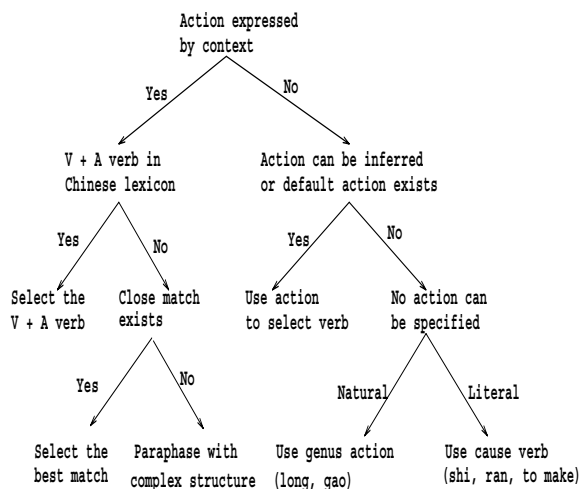 Action expressed
by context
Yes
No
V + A verb in
Chinese lexicon
Action can be inferred
or default action exists
Yes
No
Yes
No
Select the
V + A verb
Close match
exists
Use action
to select verb
No action can
be specified
Yes
No
Natural
Literal
Select the
best match
Paraphase with
complex structure
Use genus action
(long, gao)
Use cause verb
(shi, ran, to make)